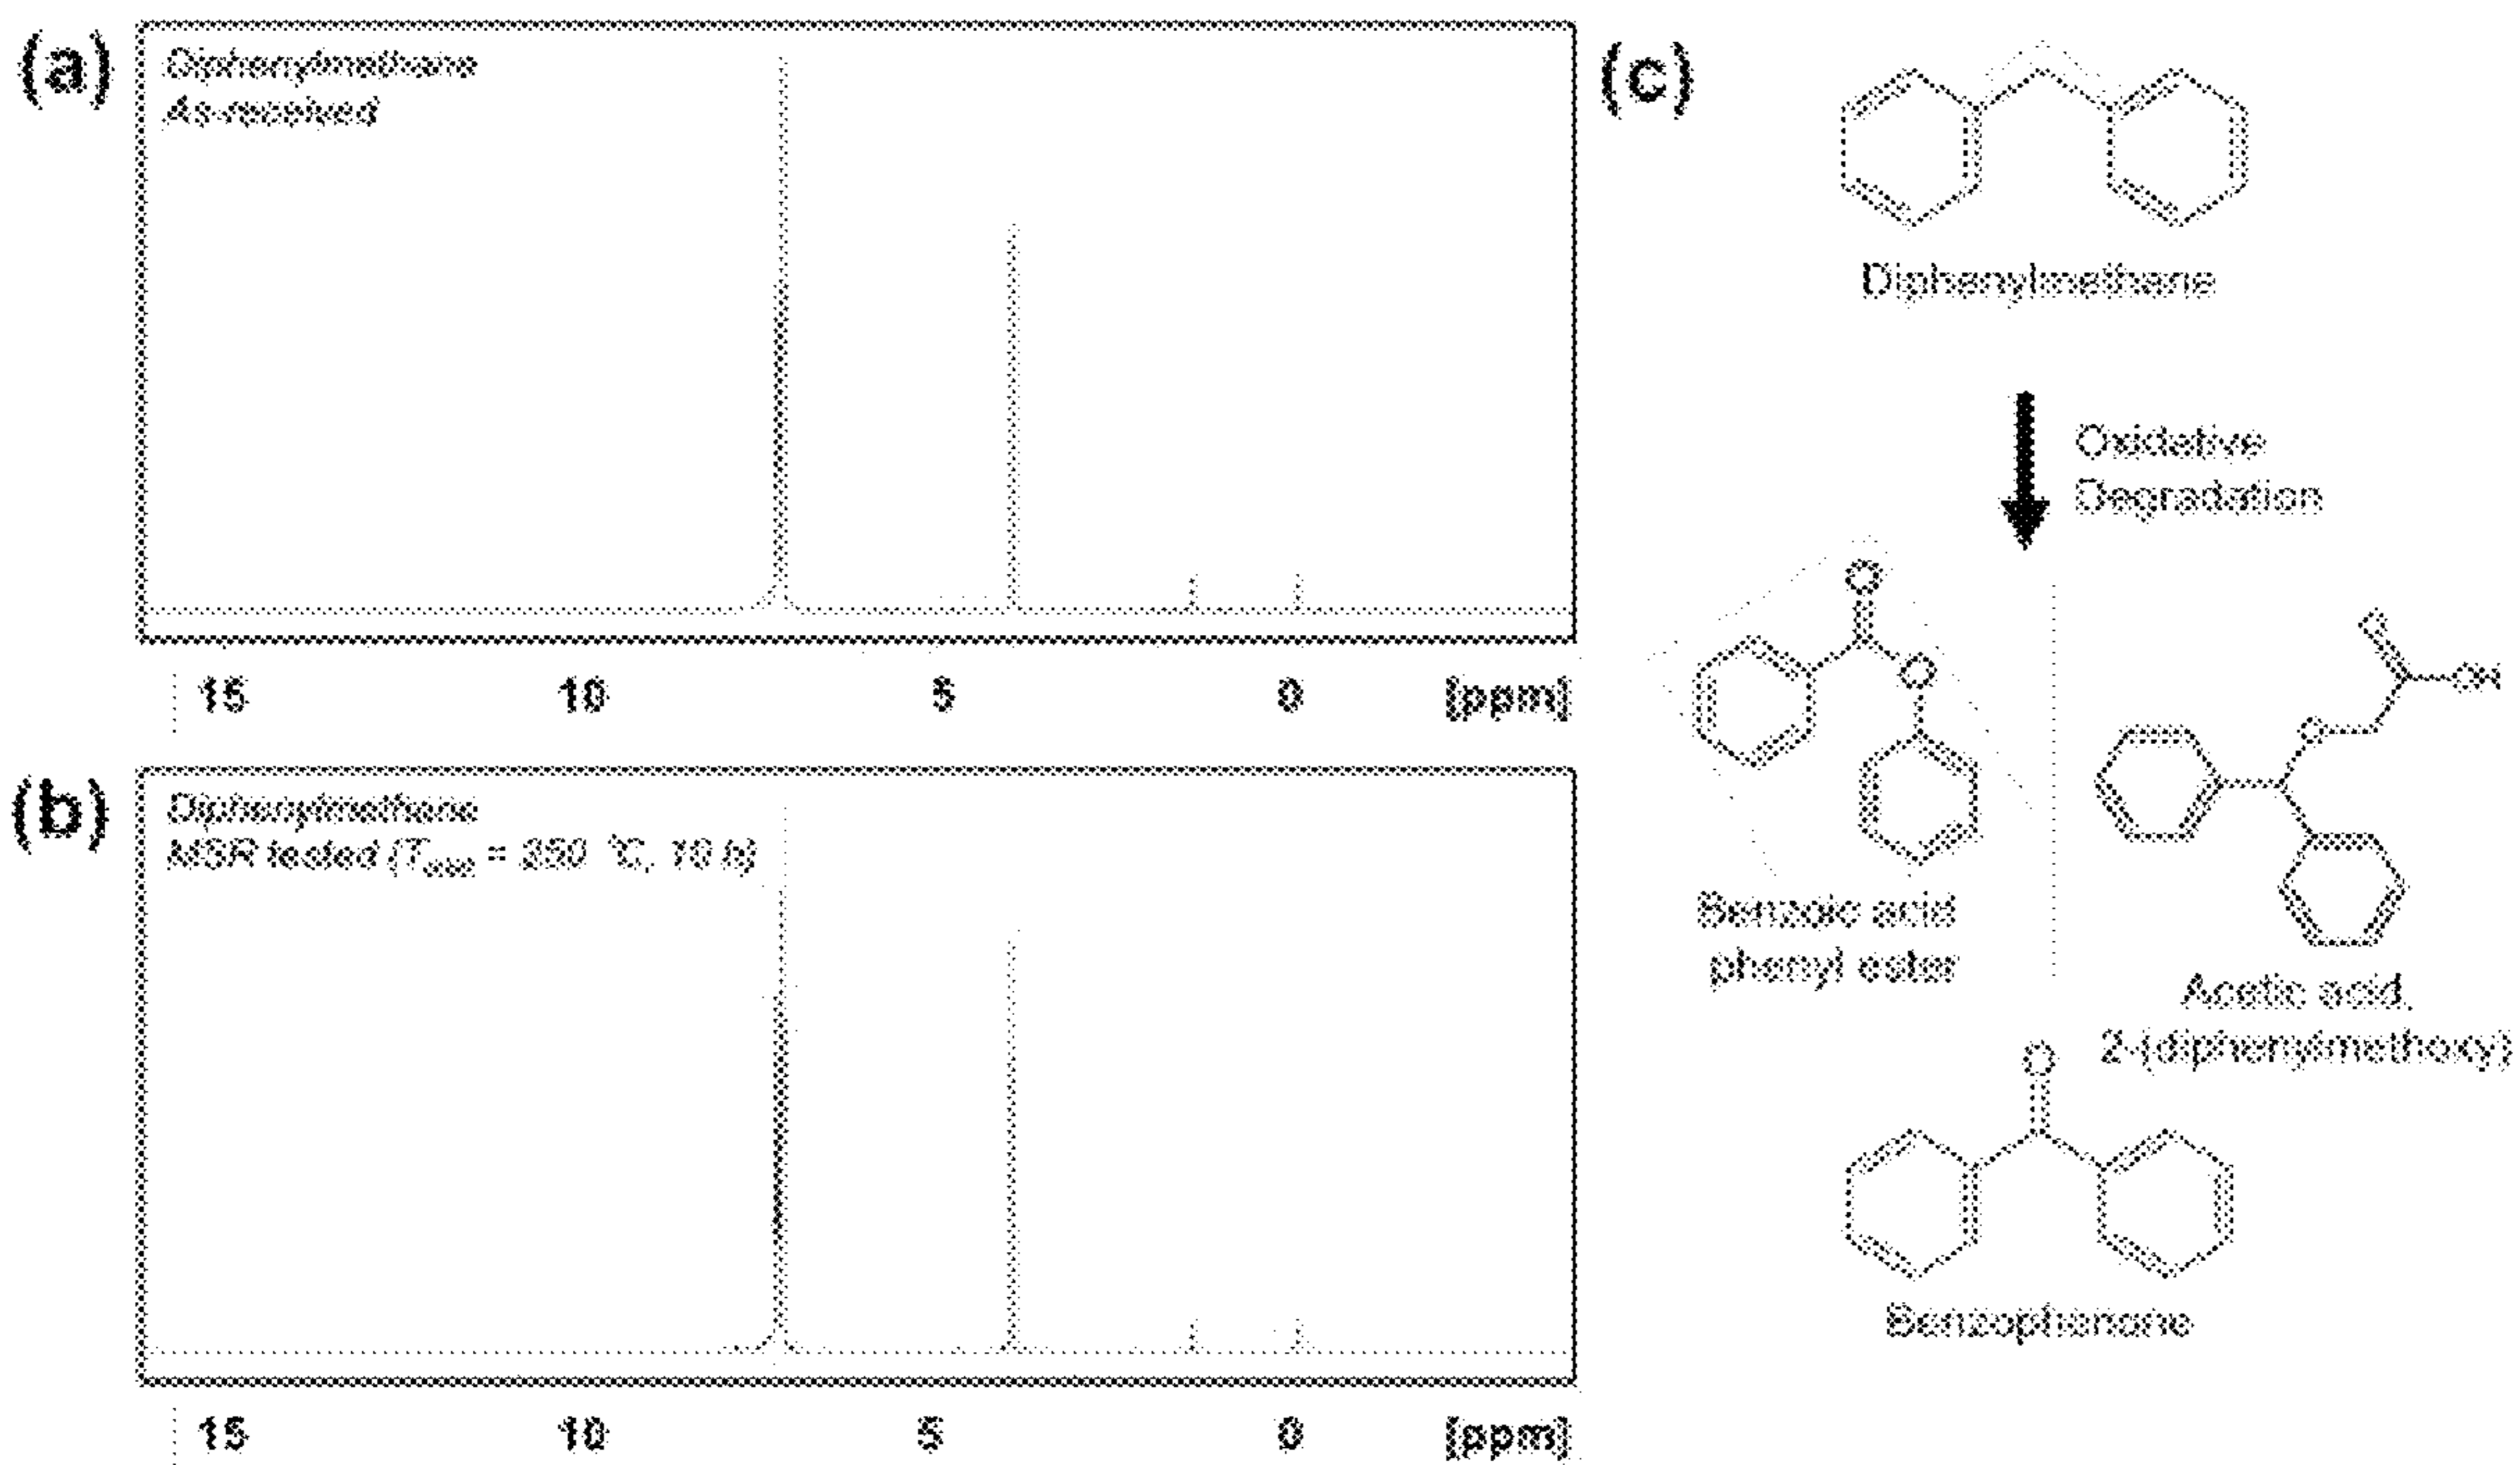 (a)
Diphenylmethane
As-received
15 10 5 0 [ppm]
(b)
Diphenylmethane
MSR tested ( = 250 ℃, 10 h)
15 10 5 0 [ppm]
(c)
Diphenylmethane
Oxidative
Degradation
O
O
Benzoic acid
phenyl ester
O
OH
O
Acetic acid,
2-(diphenylmethoxy)
O
Benzophenone